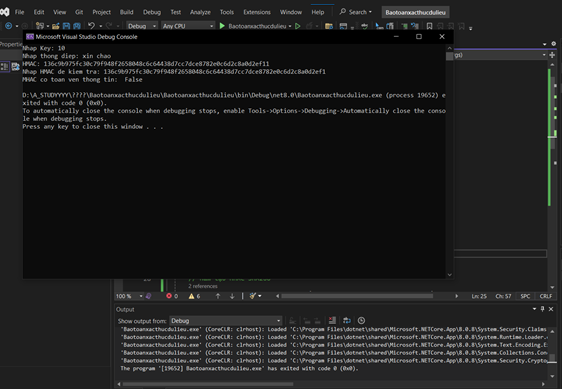 File Edit View Git Project Build Debug Test Analyze Tools Extensions Window Help Search Baotoanxacthucdulieu
Debug Any CPU Baotoanxacthucdulieu
Properti
Microsoft Visual Studio Debug Console
Nhap Key: 10
Nhap thong diep: xin chao
HMAC: 136c9b975fc30c79f948f2658048c6c64438d7cc7dce8782e0c6d2c8a0d2ef11
Nhap HMAC de kiem tra: 136c9b975fc30c79f948f2658048c6c64438d7cc7dce8782e0c6d2c8a0d2ef1
MAC co toan ven thong tin: False
D:\A_STUDYYYY\????\Baotoanxacthucdulieu\Baotoanxacthucdulieu\bin\Debug\net8.0\Baotoanxacthucdulieu.exe (process 19652) e
xited with code 0 (0x0).
To automatically close the console when debugging stops, enable Tools->Options->Debugging->Automatically close the conso
le when debugging stops.
Press any key to close this window . . .
gs)
2 references
100 % 0 6 Ln: 25 Ch: 57 SPC CRLF
Output
Show output from: Debug
'Baotoanxacthucdulieu.exe' (CoreCLR: clrhost): Loaded 'C:\Program Files\dotnet\shared\Microsoft.NETCore.App\8.0.8\System.Security.Claims
'Baotoanxacthucdulieu.exe' (CoreCLR: clrhost): Loaded 'C:\Program Files\dotnet\shared\Microsoft.NETCore.App\8.0.8\System.Runtime.Loader.
'Baotoanxacthucdulieu.exe' (CoreCLR: clrhost): Loaded 'C:\Program Files\dotnet\shared\Microsoft.NETCore.App\8.0.8\System.Text.Encoding.E
'Baotoanxacthucdulieu.exe' (CoreCLR: clrhost): Loaded 'C:\Program Files\dotnet\shared\Microsoft.NETCore.App\8.0.8\System.Collections.Con
'Baotoanxacthucdulieu.exe' (CoreCLR: clrhost): Loaded 'C:\Program Files\dotnet\shared\Microsoft.NETCore.App\8.0.8\System.Security.Crypto
The program '[19652] Baotoanxacthucdulieu.exe' has exited with code 0 (0x0).